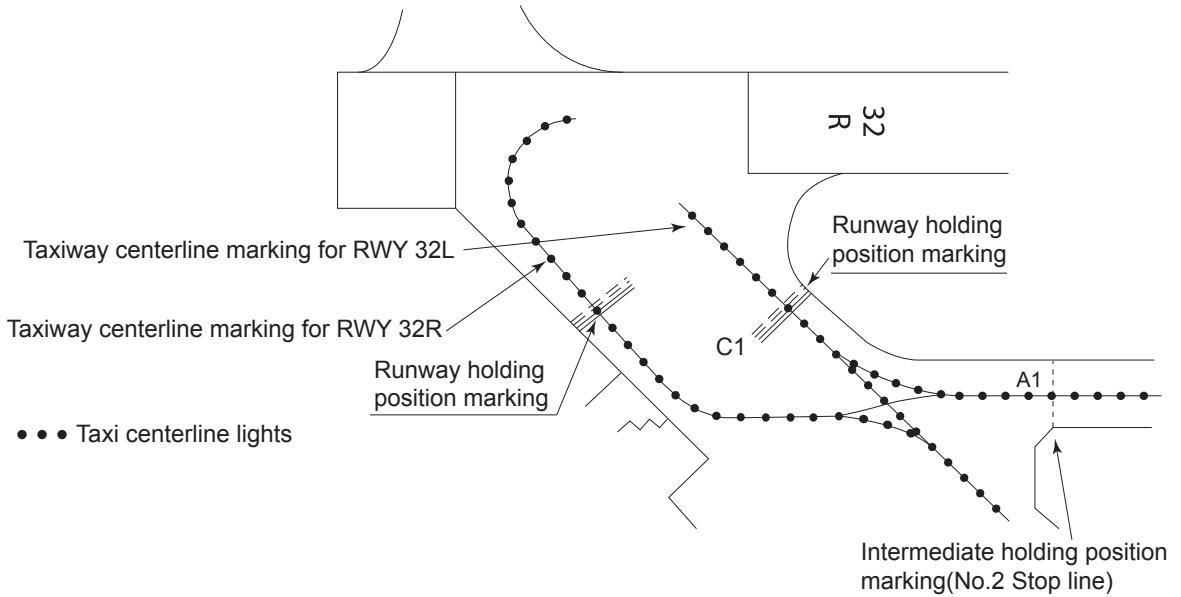 32
R
Taxiway centerline marking for RWY 32L
Runway holding
position marking
Taxiway centerline marking for RWY 32R
C1
Runway holding
position marking
A1
Taxi centerline lights
Intermediate holding position
marking(No.2 Stop line)